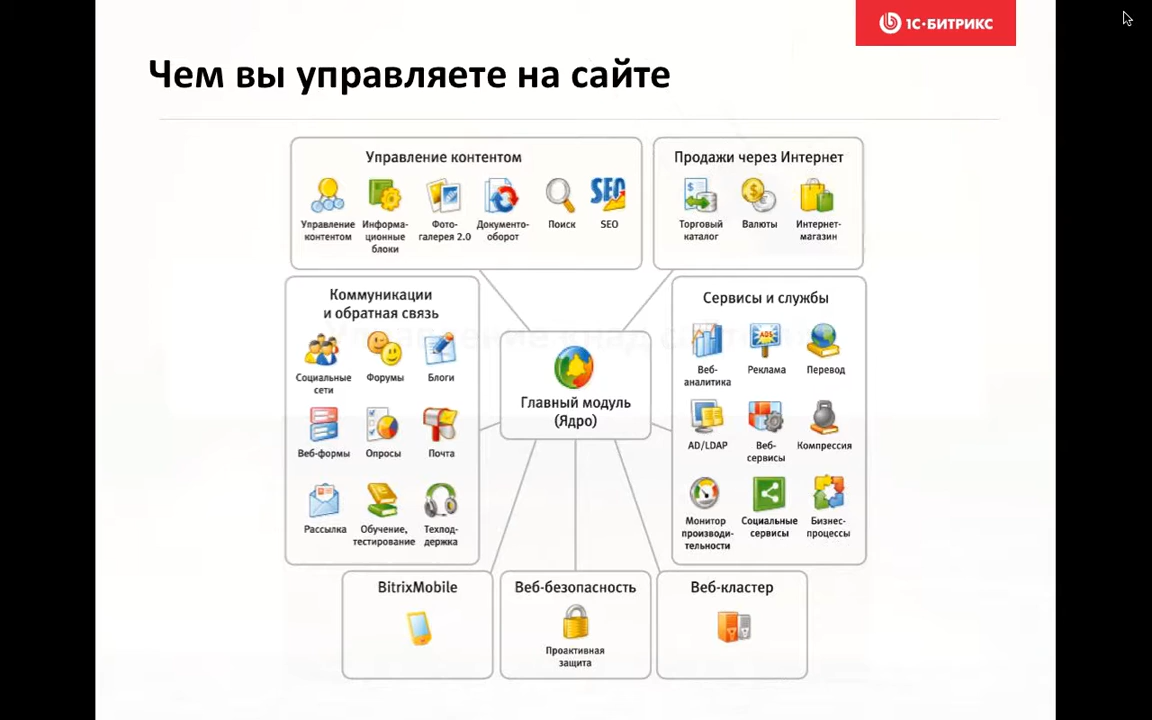 1С·БИТРИКС
Чем вы управляете на сайте
Управление контентом
Управление
контентом
Информа-
ционные
блоки
Фото-
галерея 2.0
Документо-
оборот
Поиск
SEO
SEO
Продажи через Интернет
Торговый
каталог
Валюты
Интернет-
магазин
Коммуникации
и обратная связь
Социальные
сети
Форумы
Блоги
Веб-формы
Опросы
Почта
Рассылка
Обучение,
тестирование
Техпод-
держка
Главный модуль
(Ядро)
Сервисы и службы
Веб-
аналитика
ADS
Реклама
Перевод
AD/LDAP
Веб-
сервисы
Компрессия
Монитор
производи-
тельности
Социальные
сервисы
Бизнес-
процессы
BitrixMobile
Веб-безопасность
Проактивная
защита
Веб-кластер